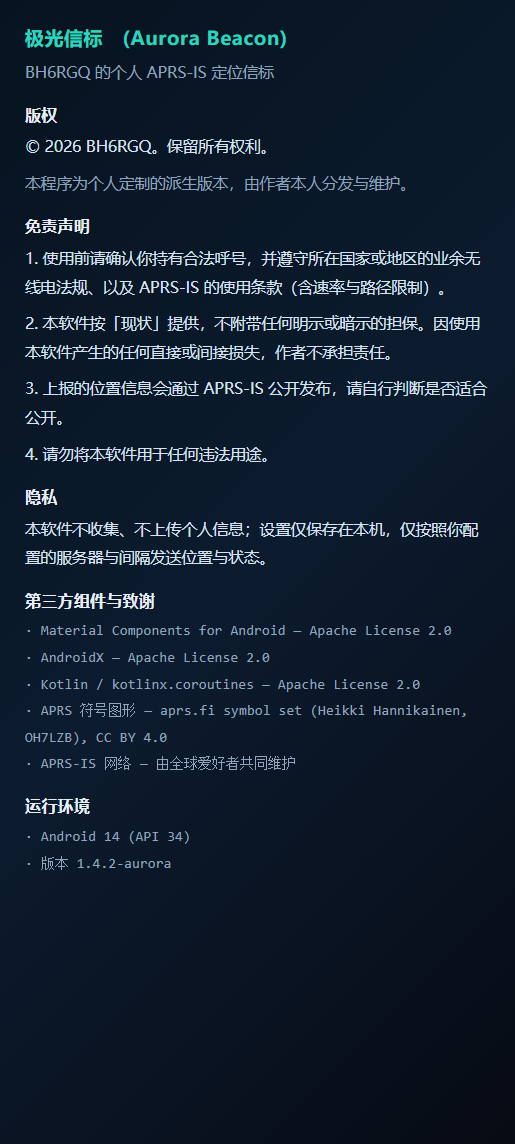 极光信标 (Aurora Beacon)
BH6RGQ 的个人 APRS-IS 定位信标
版权
© 2026 BH6RGQ。保留所有权利。
本程序为个人定制的派生版本，由作者本人分发与维护。
免责声明
1. 使用前请确认你持有合法呼号，并遵守所在国家或地区的业余无
线电法规、以及 APRS-IS 的使用条款（含速率与路径限制）。
2. 本软件按「现状」提供，不附带任何明示或暗示的担保。因使用
本软件产生的任何直接或间接损失，作者不承担责任。
3. 上报的位置信息会通过 APRS-IS 公开发布，请自行判断是否适合
公开。
4. 请勿将本软件用于任何违法用途。
隐私
本软件不收集、不上传个人信息；设置仅保存在本机，仅按照你配
置的服务器与间隔发送位置与状态。
第三方组件与致谢
· Material Components for Android — Apache License 2.0
· AndroidX — Apache License 2.0
· Kotlin / kotlinx.coroutines — Apache License 2.0
· APRS 符号图形 — aprs.fi symbol set (Heikki Hannikainen,
OH7LZB), CC BY 4.0
· APRS-IS 网络 — 由全球爱好者共同维护
运行环境
· Android 14 (API 34)
· 版本 1.4.2-aurora